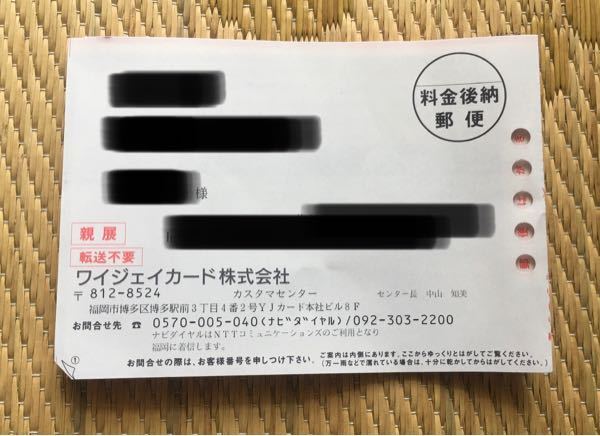 料金後納
郵便
様
親展
転送不要
ワイジェイカード株式会社
〒812-8524 カスタマセンター センター長 中山 知美
福岡市博多区博多駅前3丁目4番2号YJカード本社ビル8F
お問合せ先 ☎ 0570-005-040(ナビダイヤル)/092-303-2200
ナビダイヤルはNTTコミュニケーションズのご利用となり
福岡に着信します。
ご案内は内側にあります。ここからゆっくりとはがしてご覧ください。
① お問合せの際は、お客様番号を申しつけ下さい。 (万一雨などで濡れている場合は、十分に乾かしてからはがしてください。)